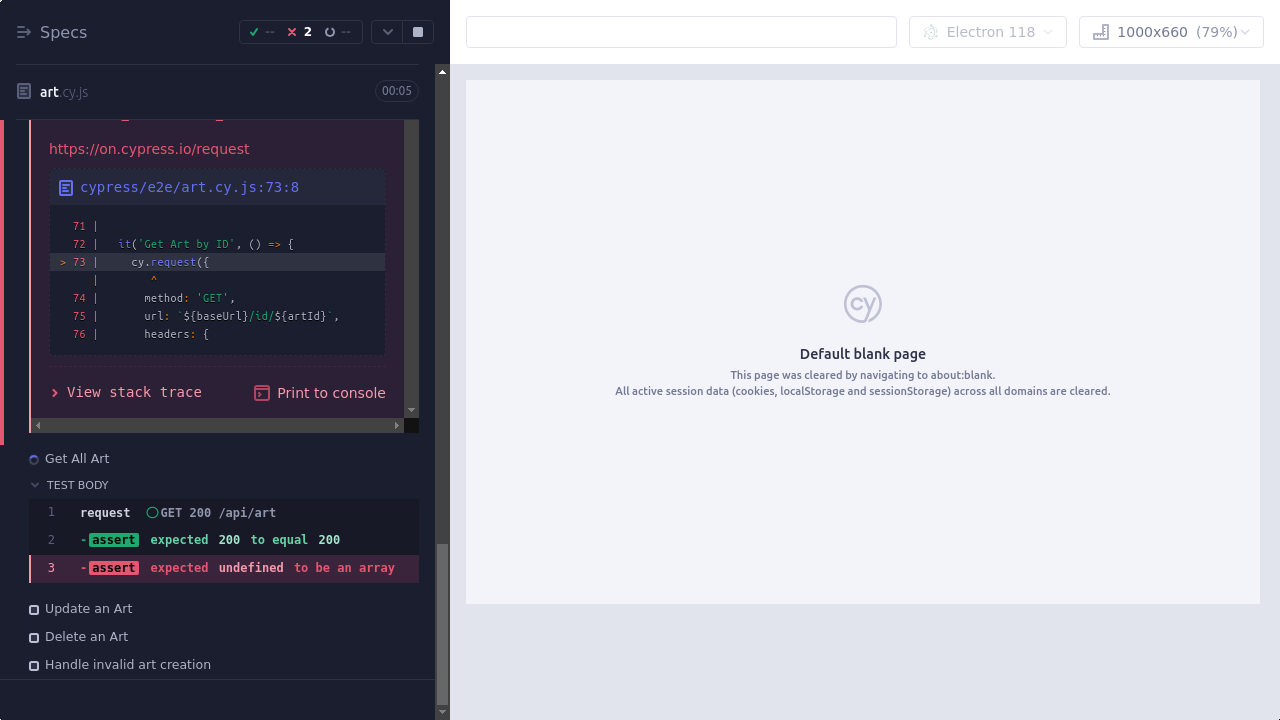 Specs
--
2
--
art.cy.js
00:05
https://on.cypress.io/request
cypress/e2e/art.cy.js:73:8
71 |
72 |   it('Get Art by ID', () => {
> 73 |     cy.request({
|        ^
74 |       method: 'GET',
75 |       url: `${baseUrl}/id/${artId}`,
76 |       headers: {
View stack trace
Print to console
Get All Art
TEST BODY
1 request GET 200 /api/art
2 -assert expected 200 to equal 200
3 -assert expected undefined to be an array
Update an Art
Delete an Art
Handle invalid art creation
Electron 118
1000x660 (79%)
cy
Default blank page
This page was cleared by navigating to about:blank.
All active session data (cookies, localStorage and sessionStorage) across all domains are cleared.